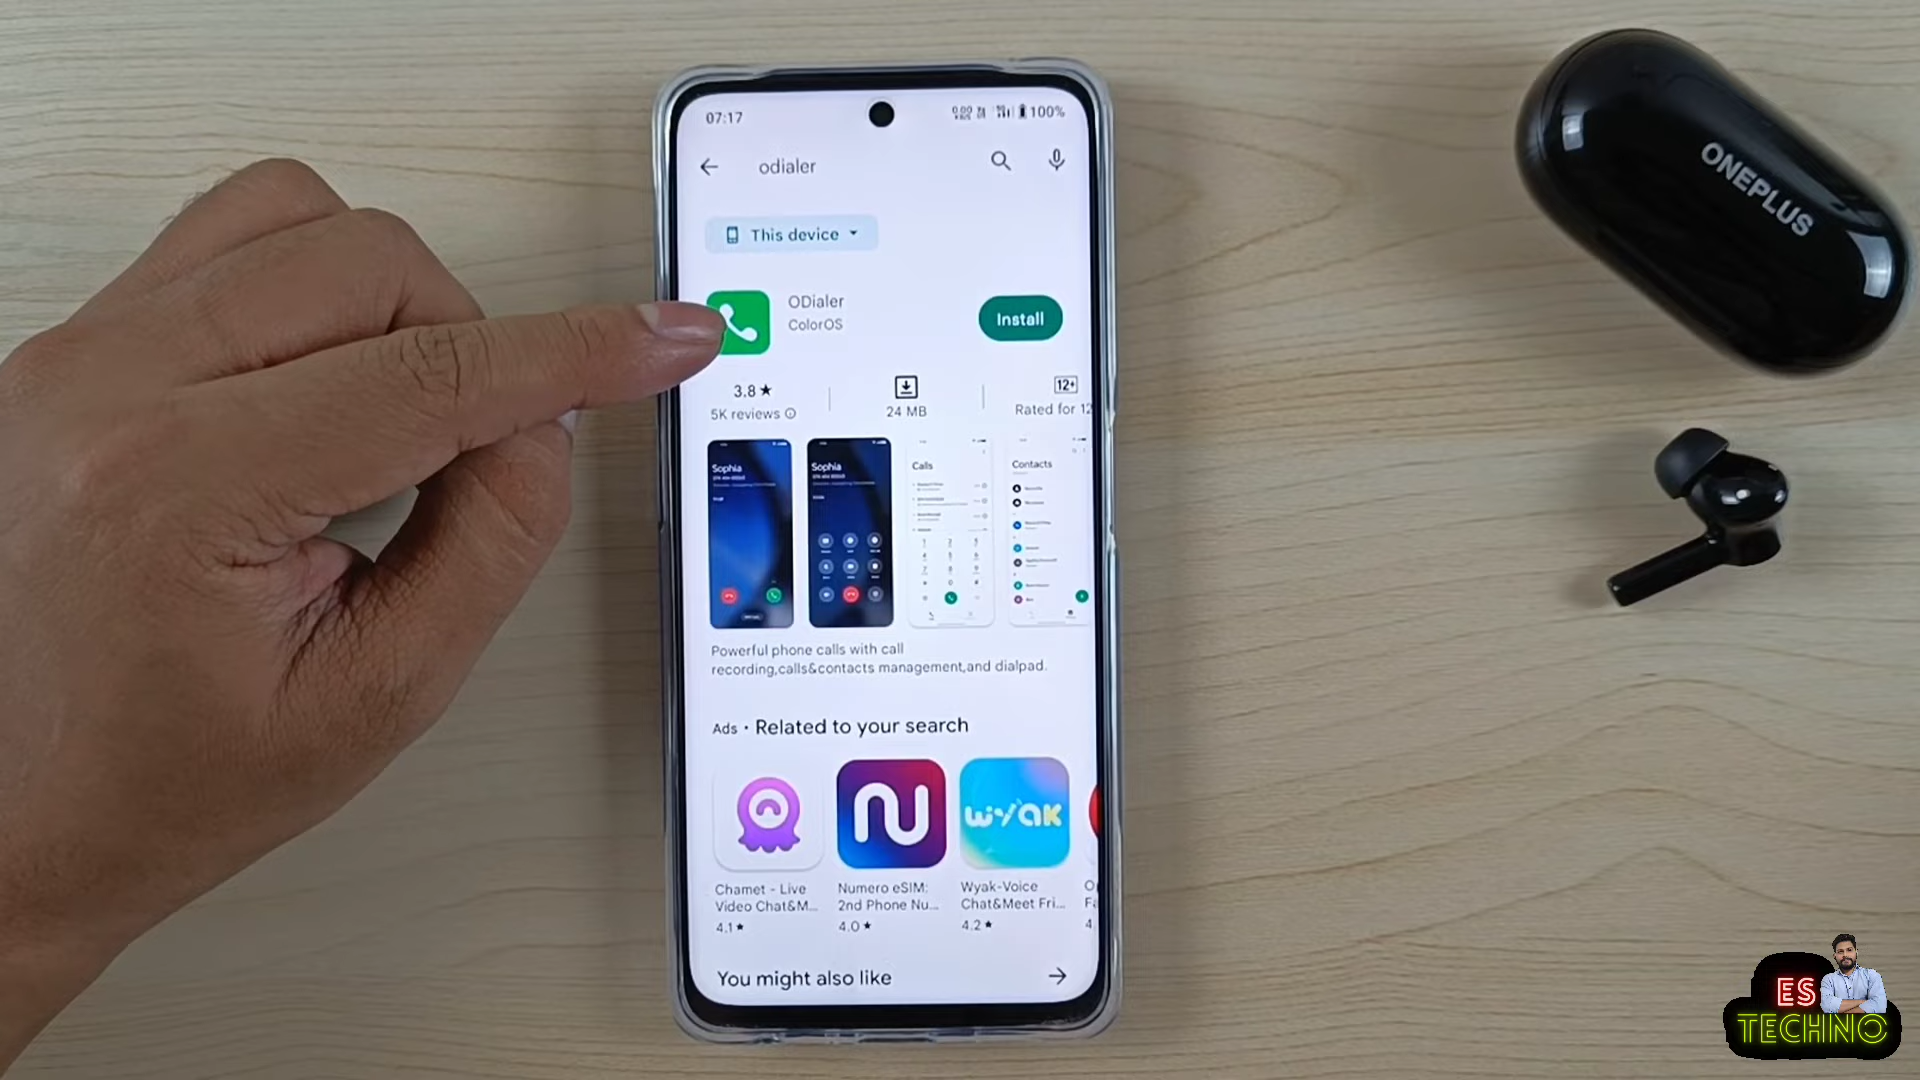 07:17
100%
odialer
This device
ODialer
ColorOS
Install
3.8 ★
5K reviews
24 MB
12+
Rated for 12
Sophia
Sophia
Calls
Contacts
Powerful phone calls with call
recording,calls&contacts management,and dialpad.
Ads • Related to your search
wyak
Chamet - Live
Video Chat&M...
4.1 ★
Numero eSIM:
2nd Phone Nu...
4.0 ★
Wyak-Voice
Chat&Meet Fri...
4.2 ★
You might also like
ONEPLUS
ES
TECHNO